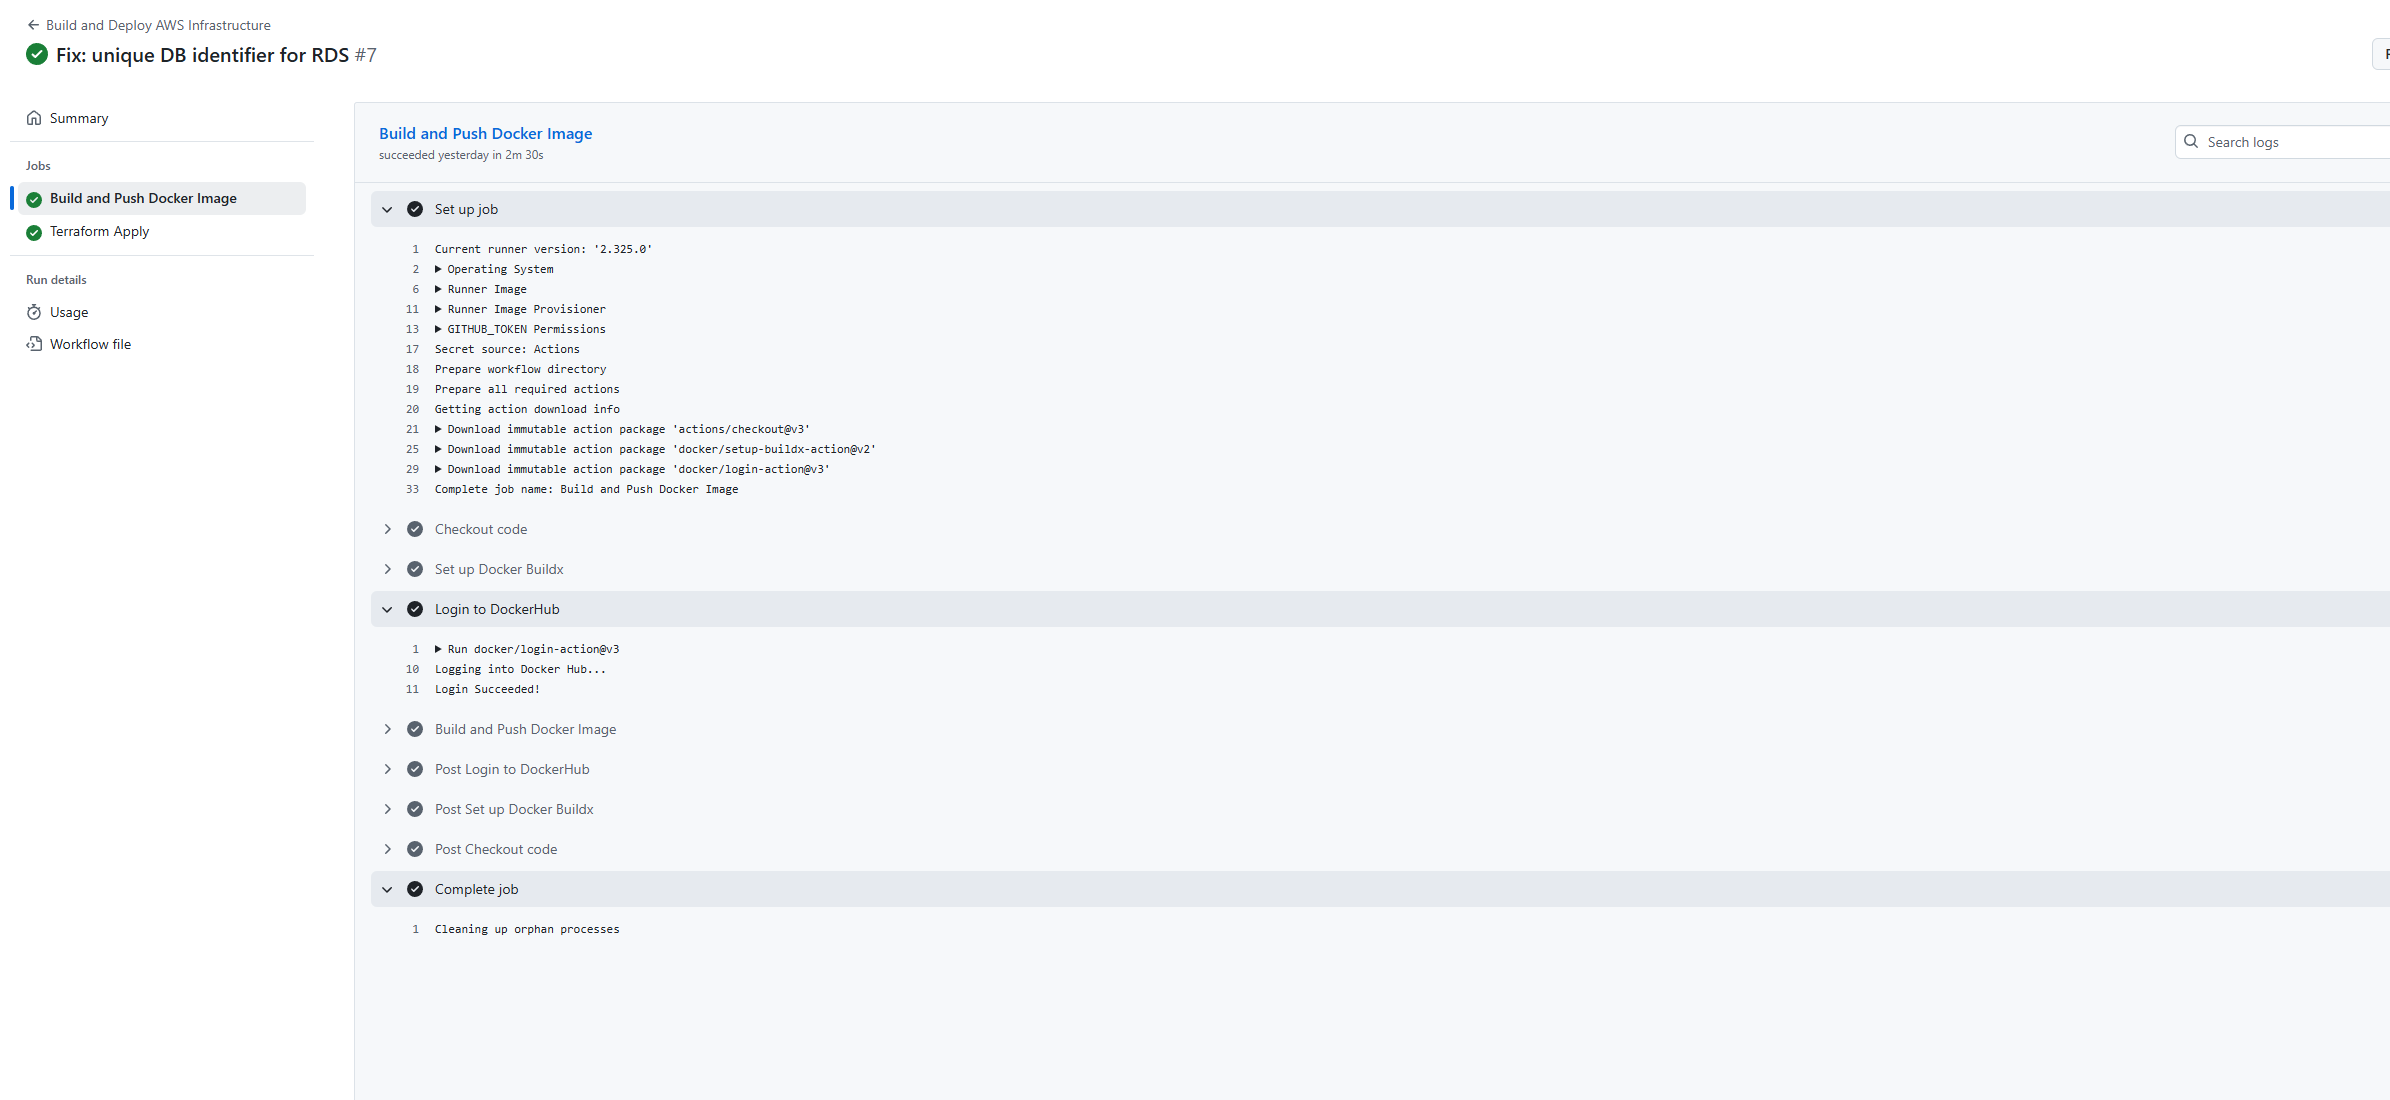 Build and Deploy AWS Infrastructure
Fix: unique DB identifier for RDS #7
Summary
Jobs
Build and Push Docker Image
Terraform Apply
Run details
Usage
Workflow file
Build and Push Docker Image
succeeded yesterday in 2m 30s
Search logs
Set up job
1 Current runner version: '2.325.0'
2 Operating System
6 Runner Image
11 Runner Image Provisioner
13 GITHUB_TOKEN Permissions
17 Secret source: Actions
18 Prepare workflow directory
19 Prepare all required actions
20 Getting action download info
21 Download immutable action package 'actions/checkout@v3'
25 Download immutable action package 'docker/setup-buildx-action@v2'
29 Download immutable action package 'docker/login-action@v3'
33 Complete job name: Build and Push Docker Image
Checkout code
Set up Docker Buildx
Login to DockerHub
1 Run docker/login-action@v3
10 Logging into Docker Hub...
11 Login Succeeded!
Build and Push Docker Image
Post Login to DockerHub
Post Set up Docker Buildx
Post Checkout code
Complete job
1 Cleaning up orphan processes